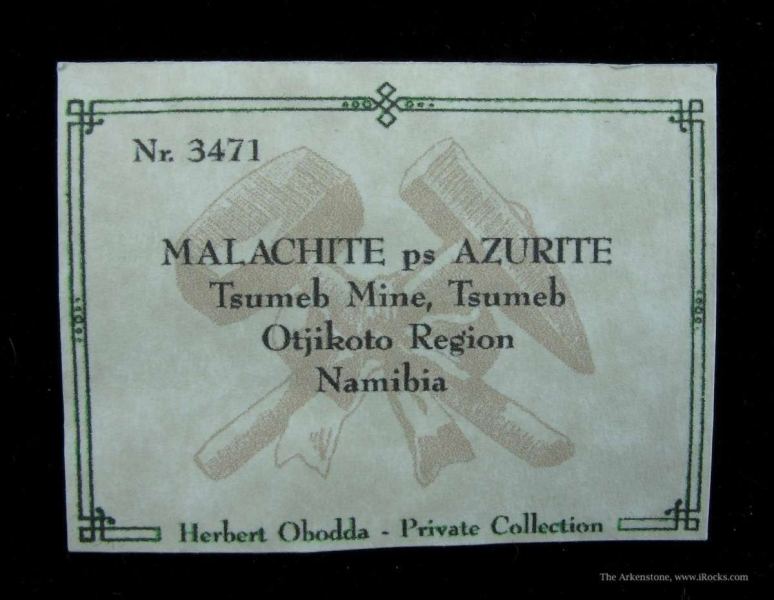 Nr. 3471
MALACHITE ps AZURITE
Tsumeb Mine, Tsumeb
Otjikoto Region
Namibia
Herbert Obodda - Private Collection
The Arkenstone, www.iRocks.com